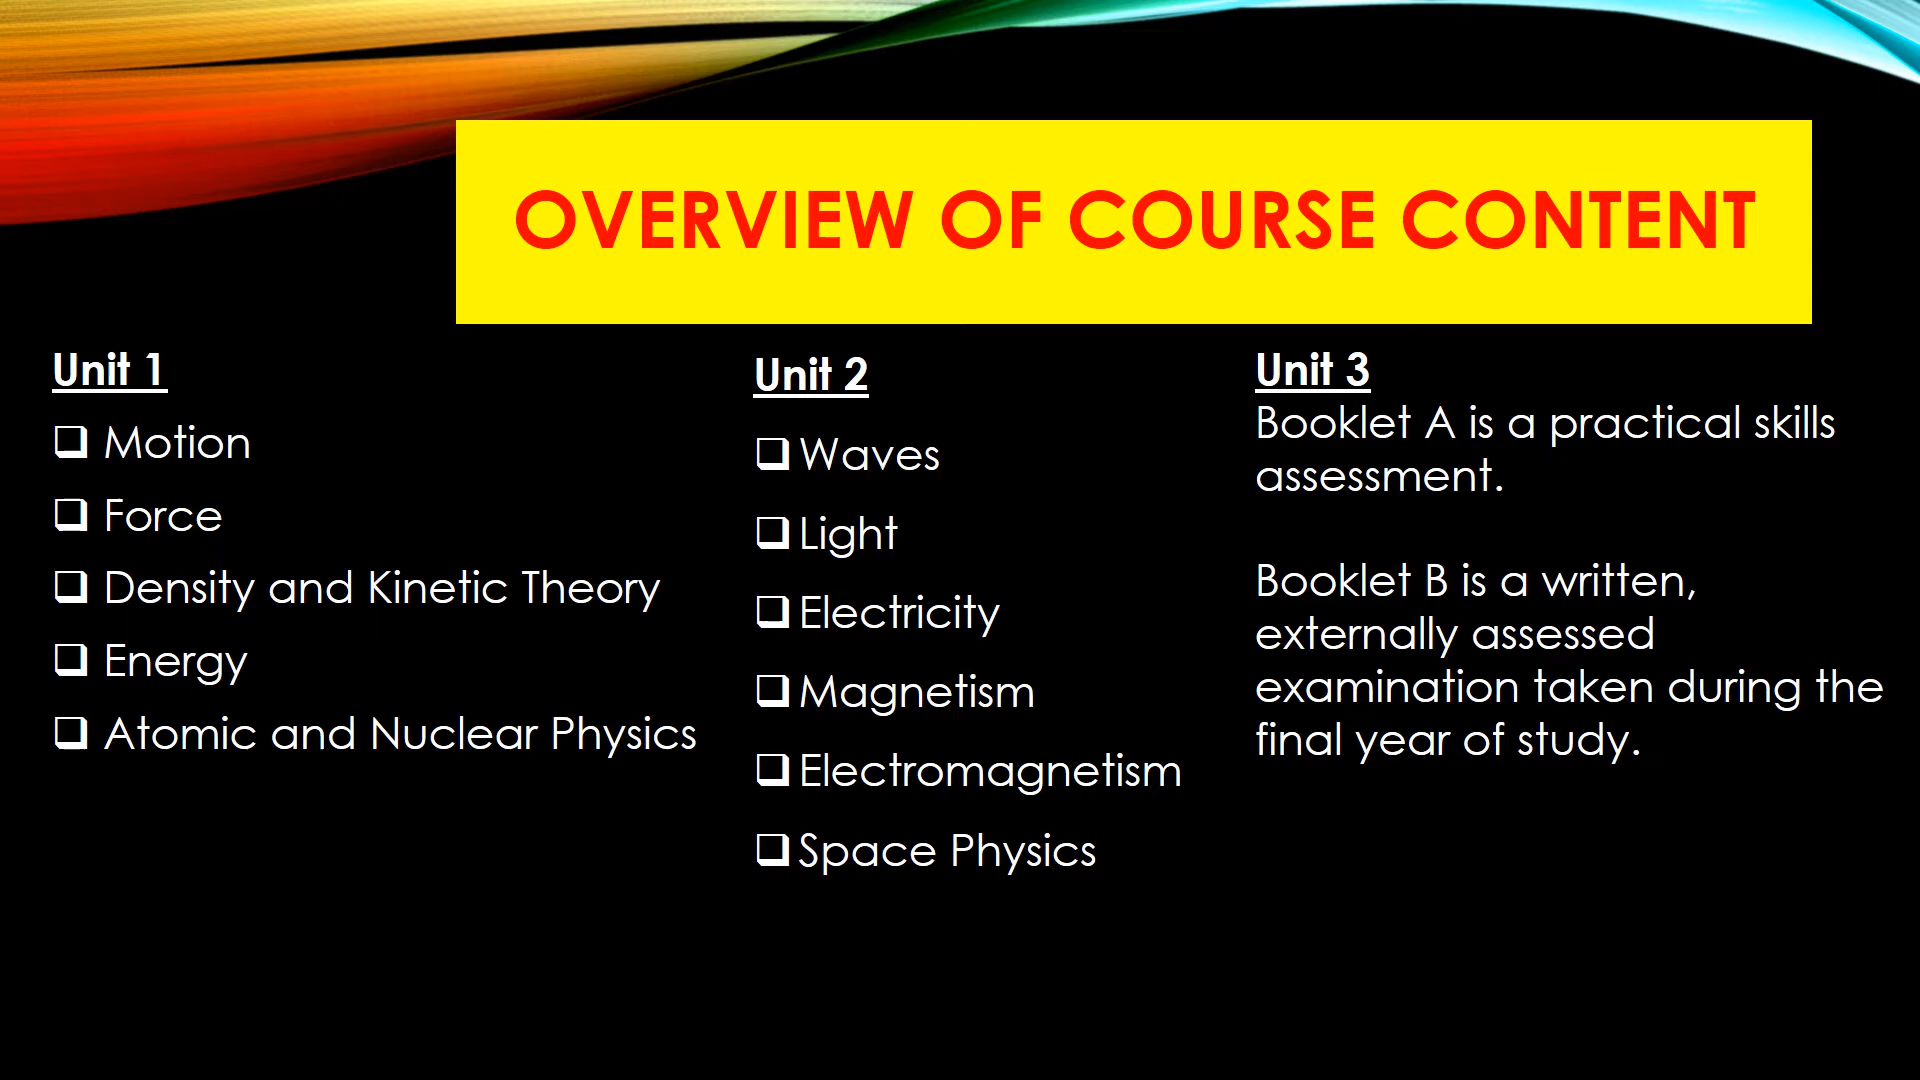 OVERVIEW OF COURSE CONTENT
Unit 1
❑ Motion
❑ Force
❑ Density and Kinetic Theory
❑ Energy
❑ Atomic and Nuclear Physics
Unit 2
❑ Waves
❑ Light
❑ Electricity
❑ Magnetism
❑ Electromagnetism
❑ Space Physics
Unit 3
Booklet A is a practical skills
assessment.
Booklet B is a written,
externally assessed
examination taken during the
final year of study.